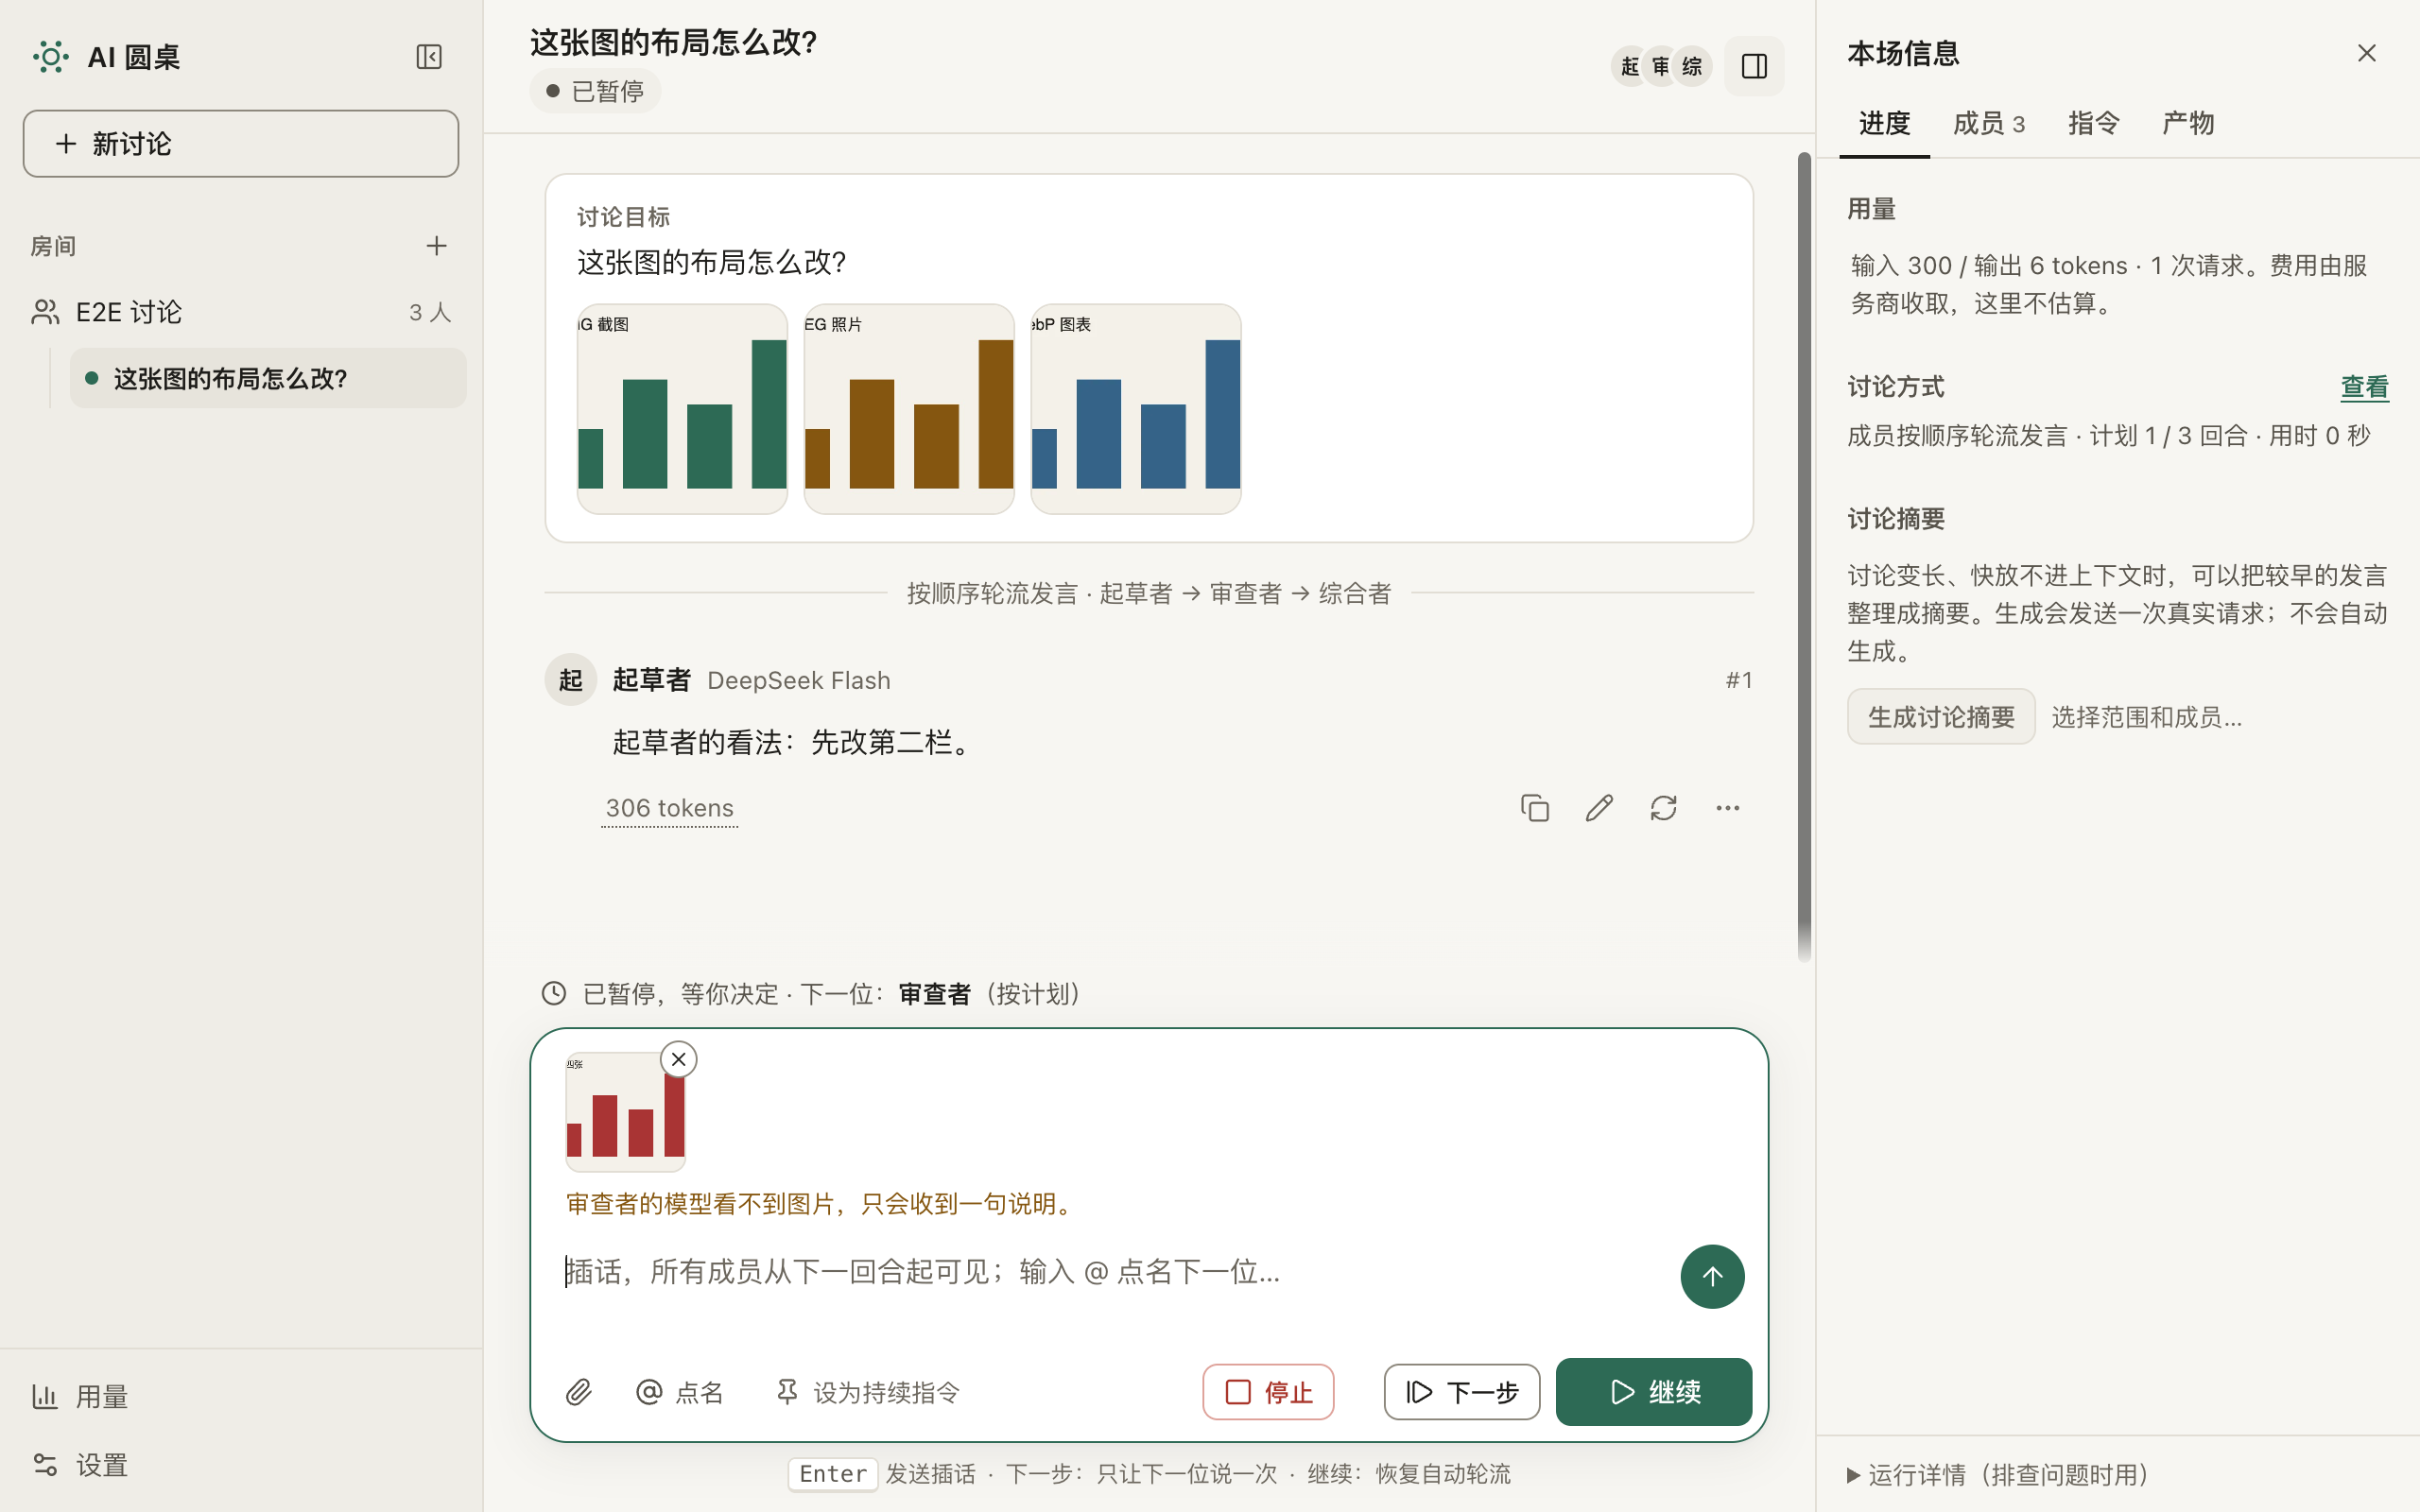 AI 圆桌
新讨论
房间
E2E 讨论
3 人
这张图的布局怎么改?
用量
设置
这张图的布局怎么改?
已暂停
起
审
综
讨论目标
这张图的布局怎么改?
截图
照片
图表
按顺序轮流发言 · 起草者 → 审查者 → 综合者
起
起草者 DeepSeek Flash
#1
起草者的看法：先改第二栏。
306 tokens
已暂停，等你决定 · 下一位：审查者（按计划）
四张
审查者的模型看不到图片，只会收到一句说明。
插话，所有成员从下一回合起可见；输入 @ 点名下一位…
点名
设为持续指令
停止
下一步
继续
Enter 发送插话 · 下一步：只让下一位说一次 · 继续：恢复自动轮流
本场信息
进度
成员 3
指令
产物
用量
输入 300 / 输出 6 tokens · 1 次请求。费用由服
务商收取，这里不估算。
讨论方式
查看
成员按顺序轮流发言 · 计划 1 / 3 回合 · 用时 0 秒
讨论摘要
讨论变长、快放不进上下文时，可以把较早的发言
整理成摘要。生成会发送一次真实请求；不会自动
生成。
生成讨论摘要
选择范围和成员…
运行详情（排查问题时用）